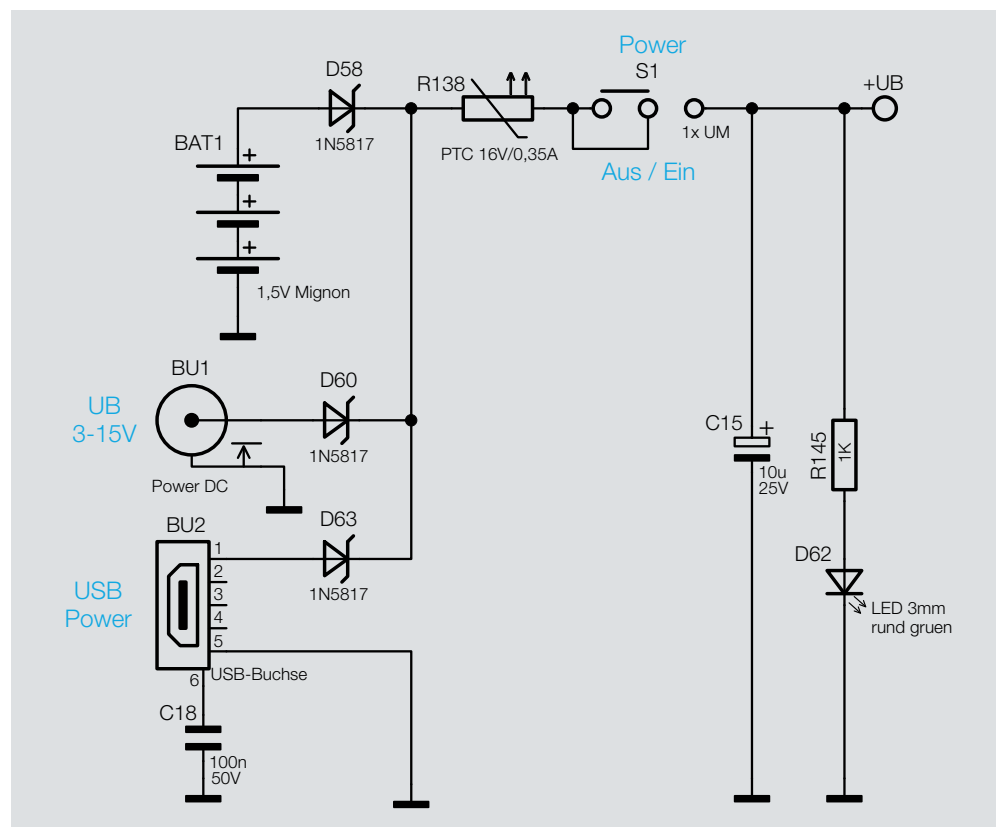 Power
S1
D58
R138
+UB
1N5817
1x UM
BAT1
+
PTC 16V/0,35A
Aus / Ein
+
+
1,5V Mignon
BU1
D60
UB
3-15V
1N5817
Power DC
C15
+
10u
25V
R145
1K
BU2
D63
1
2
3
4
5
6
1N5817
USB
Power
USB-Buchse
D62
LED 3mm
rund gruen
C18
100n
50V